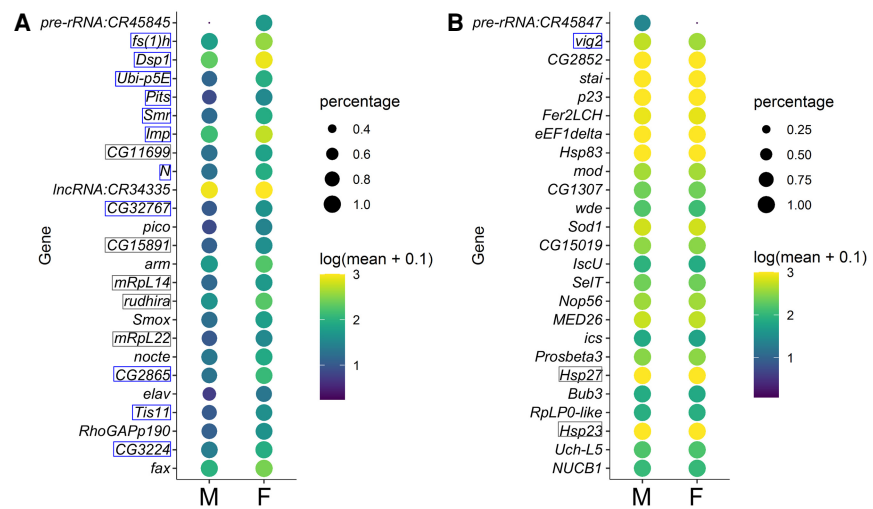 A
pre-rRNA:CR45845
fs(1)h
Dsp1
Ubi-p5E
Pits
Smr
Imp
CG11699
N
lncRNA:CR34335
CG32767
pico
CG15891
arm
mRpL14
rudhira
Smox
mRpL22
nocte
CG2865
elav
Tis11
RhoGAPp190
CG3224
fax
Gene
M F
percentage
0.4
0.6
0.8
1.0
log(mean + 0.1)
3
2
1
B
pre-rRNA:CR45847
vig2
CG2852
stai
p23
Fer2LCH
eEF1delta
Hsp83
mod
CG1307
wde
Sod1
CG15019
IscU
SelT
Nop56
MED26
ics
Prosbeta3
Hsp27
Bub3
RpLP0-like
Hsp23
Uch-L5
NUCB1
Gene
M F
percentage
0.25
0.50
0.75
1.00
log(mean + 0.1)
3
2
1